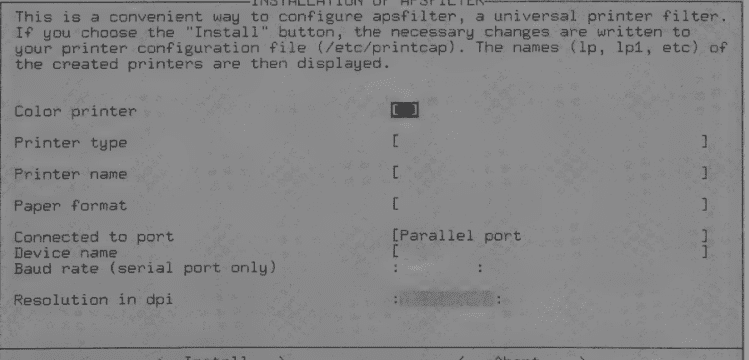 INSTALLATION OF APSFILTER
This is a convenient way to configure apsfilter, a universal printer filter.
If you choose the "Install" button, the necessary changes are written to
your printer configuration file (/etc/printcap). The names (lp, lp1, etc) of
the created printers are then displayed.
Color printer [ ]
Printer type [ ]
Printer name [ ]
Paper format [ ]
Connected to port [Parallel port ]
Device name [ ]
Baud rate (serial port only) : :
Resolution in dpi : :
< Install > < Abort >